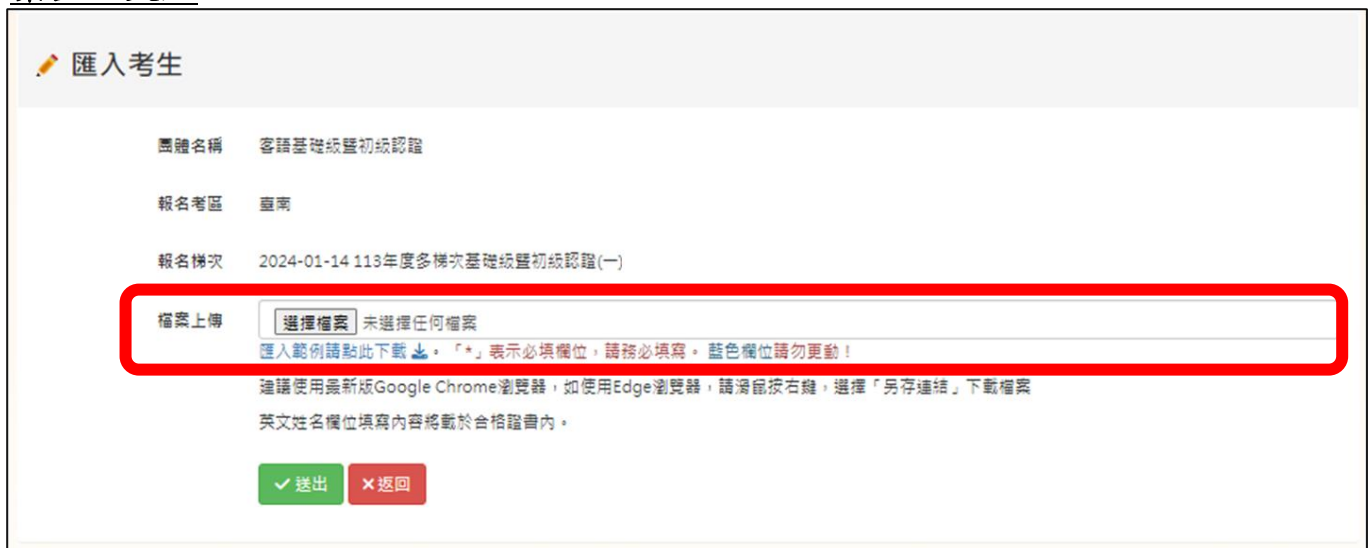 匯入考生
團體名稱 客語基礎級暨初級認證
報名考區 臺南
報名梯次 2024-01-14 113年度多梯次基礎級暨初級認證(一)
檔案上傳 選擇檔案 未選擇任何檔案
匯入範例請點此下載。「*」表示必填欄位，請務必填寫。藍色欄位請勿更動！
建議使用最新版Google Chrome瀏覽器，如使用Edge瀏覽器，請滑鼠按右鍵，選擇「另存連結」下載檔案
英文姓名欄位填寫內容將載於合格證書內。
送出 返回